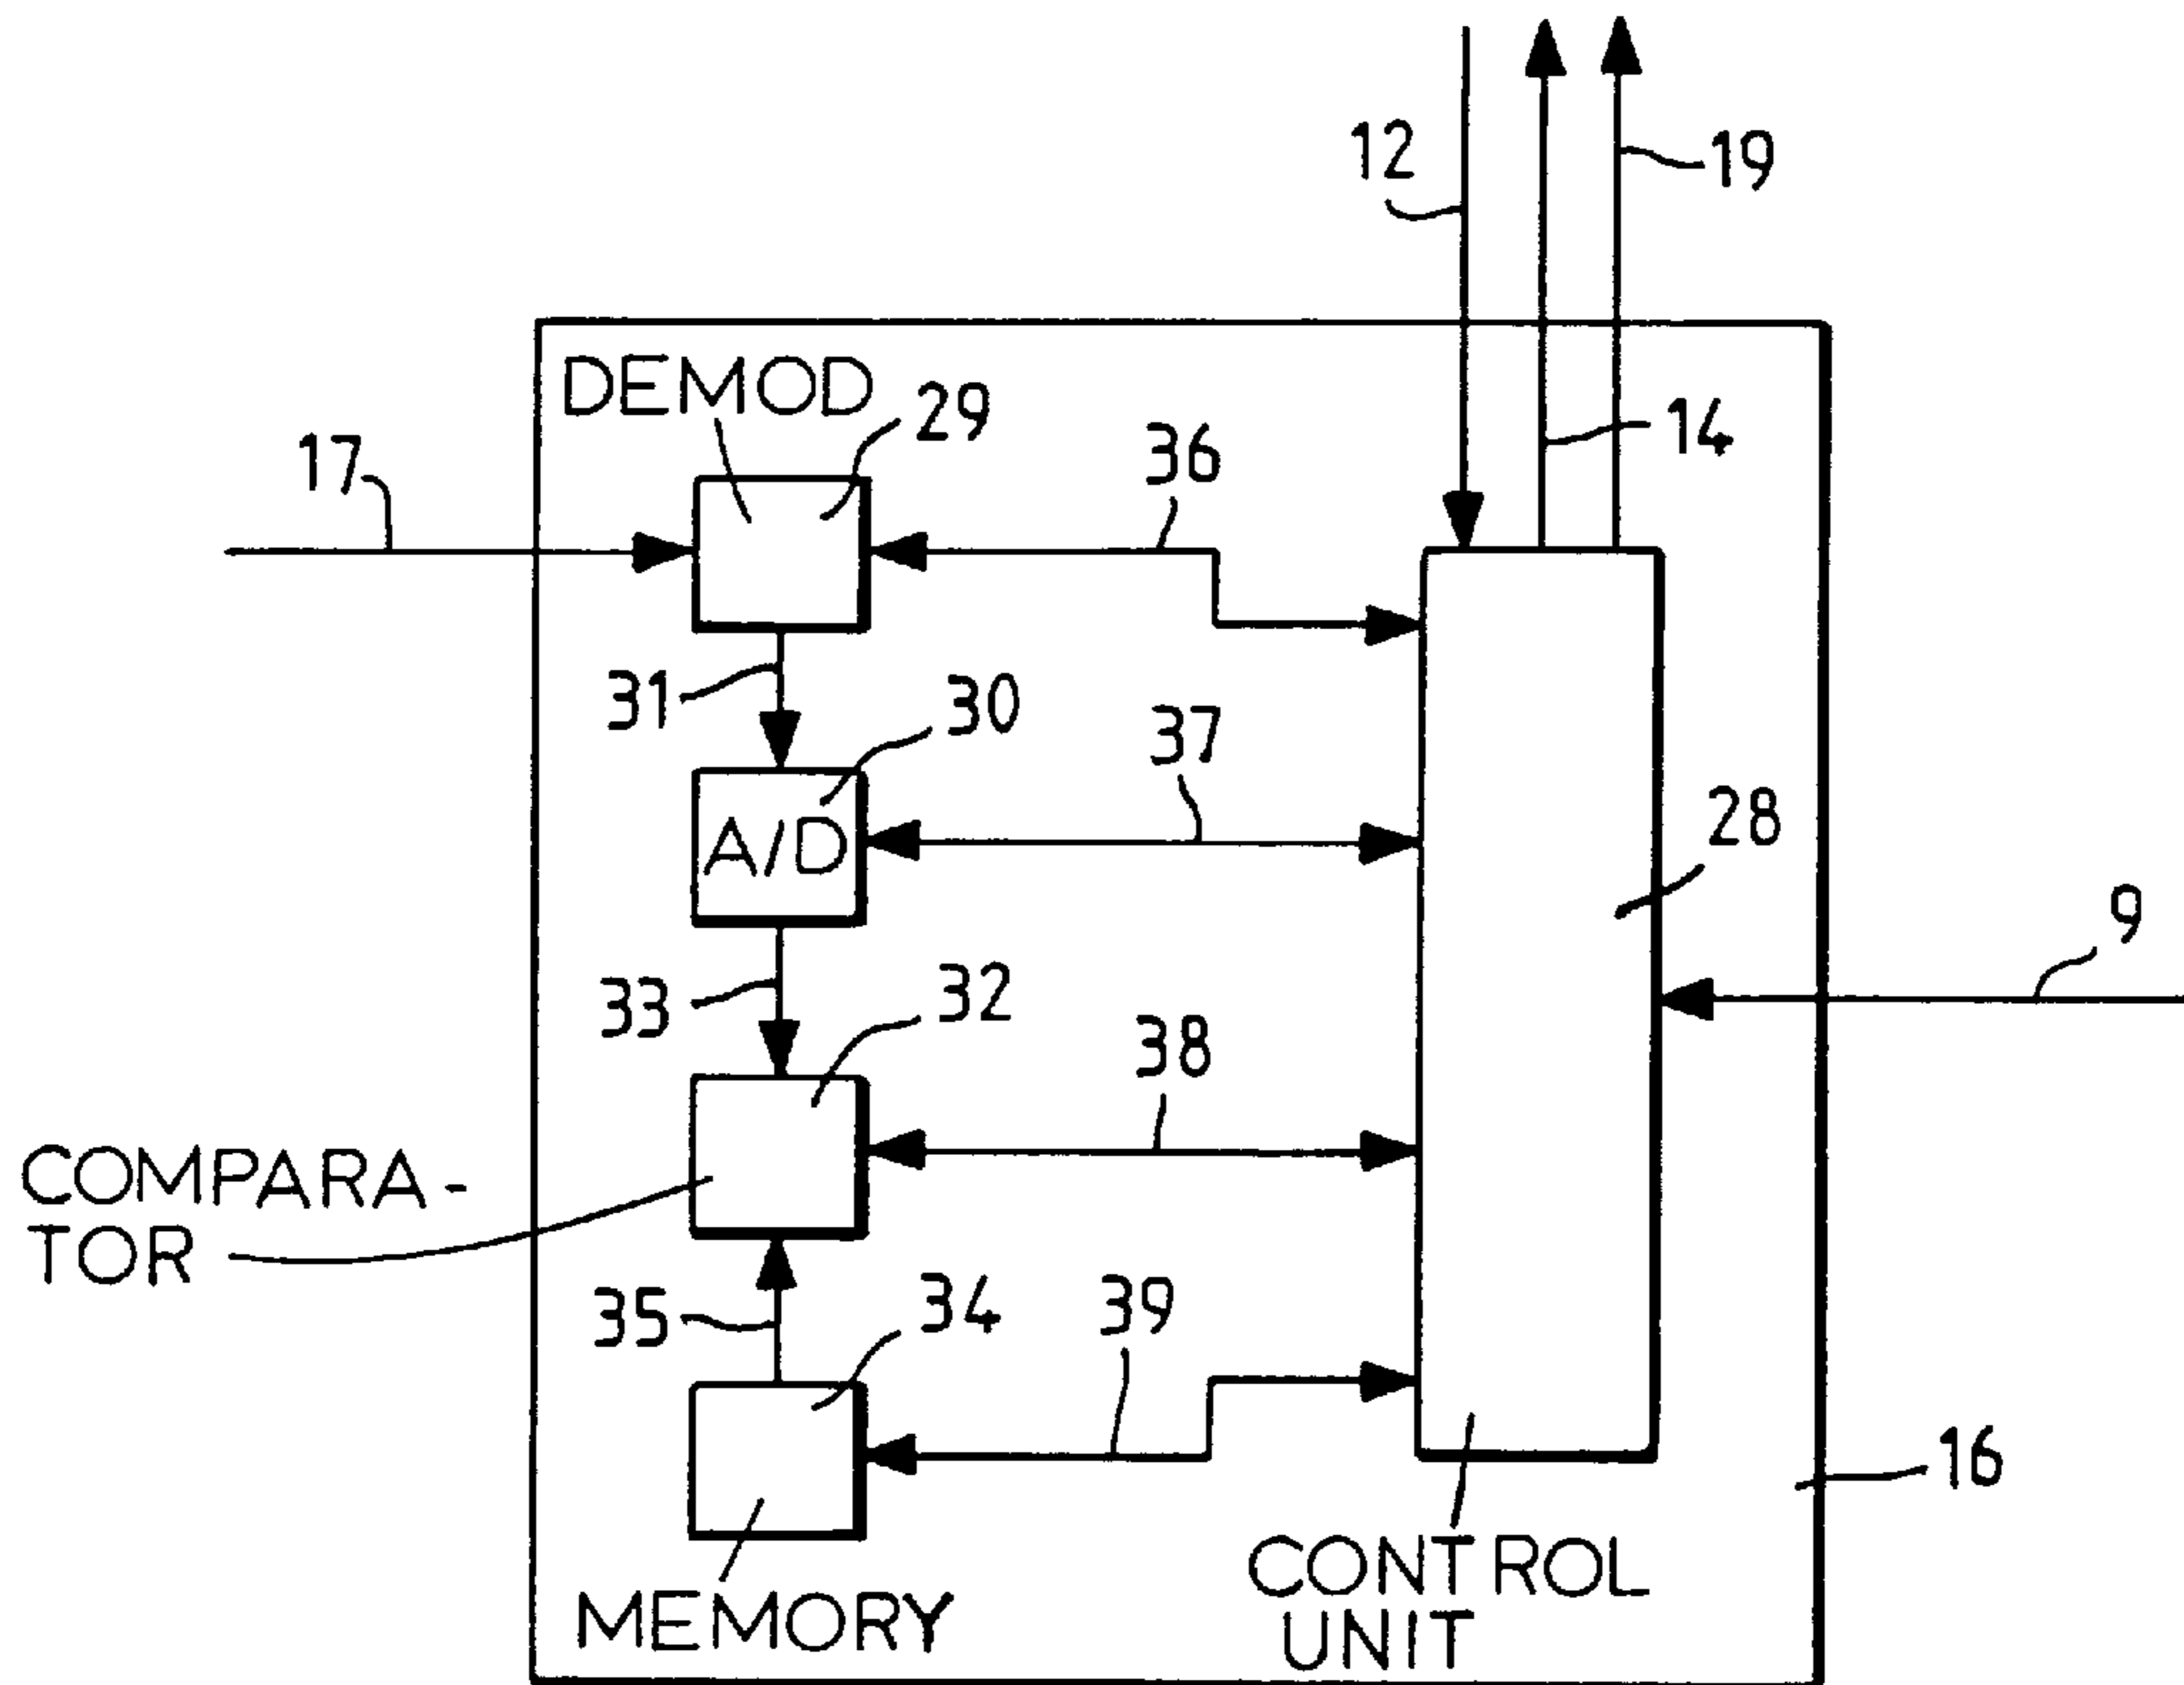 12
19
DEMOD
29
17
36
14
31
30
37
A/D
28
9
33
32
38
COMPARA-
TOR
35
34
39
16
CONTROL
UNIT
MEMORY